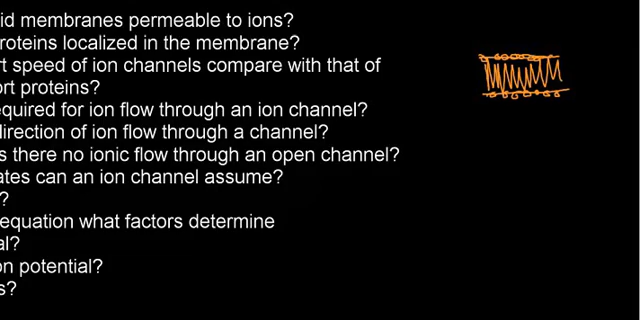 id membranes permeable to ions?
roteins localized in the membrane?
rt speed of ion channels compare with that of
ort proteins?
equired for ion flow through an ion channel?
direction of ion flow through a channel?
s there no ionic flow through an open channel?
ates can an ion channel assume?
?
equation what factors determine
al?
on potential?
s?